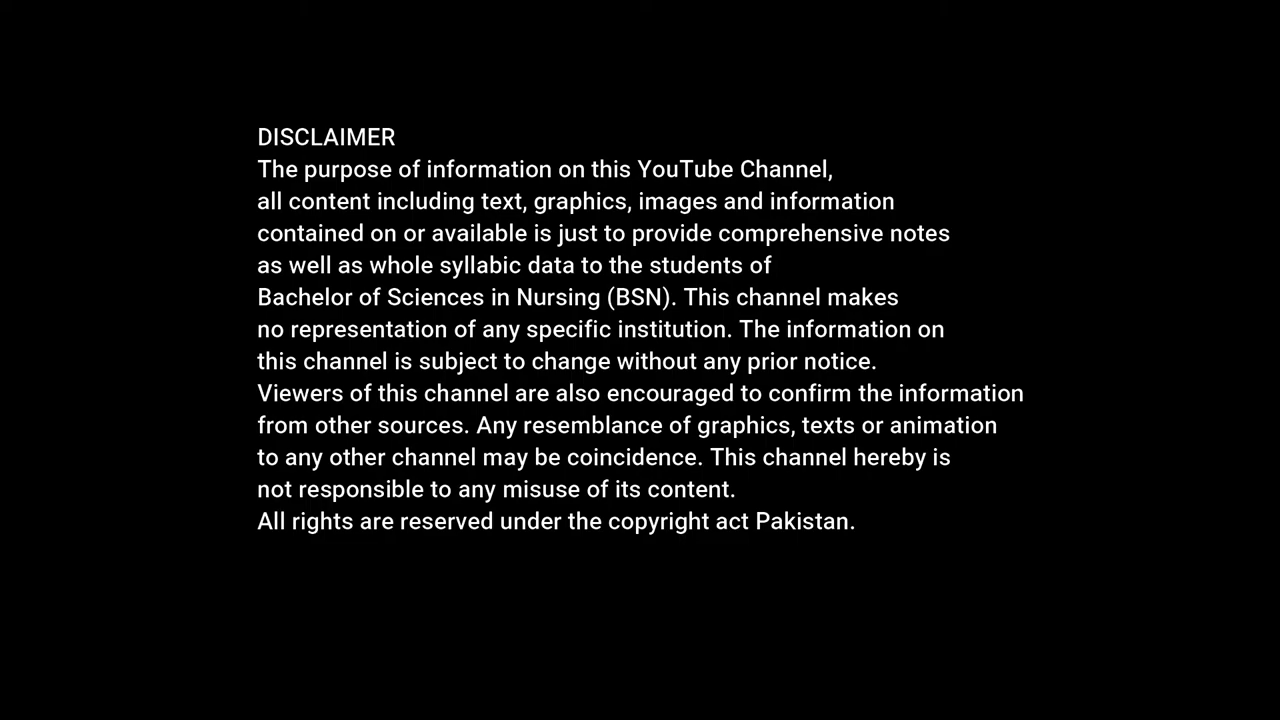 DISCLAIMER
The purpose of information on this YouTube Channel,
all content including text, graphics, images and information
contained on or available is just to provide comprehensive notes
as well as whole syllabic data to the students of
Bachelor of Sciences in Nursing (BSN). This channel makes
no representation of any specific institution. The information on
this channel is subject to change without any prior notice.
Viewers of this channel are also encouraged to confirm the information
from other sources. Any resemblance of graphics, texts or animation
to any other channel may be coincidence. This channel hereby is
not responsible to any misuse of its content.
All rights are reserved under the copyright act Pakistan.